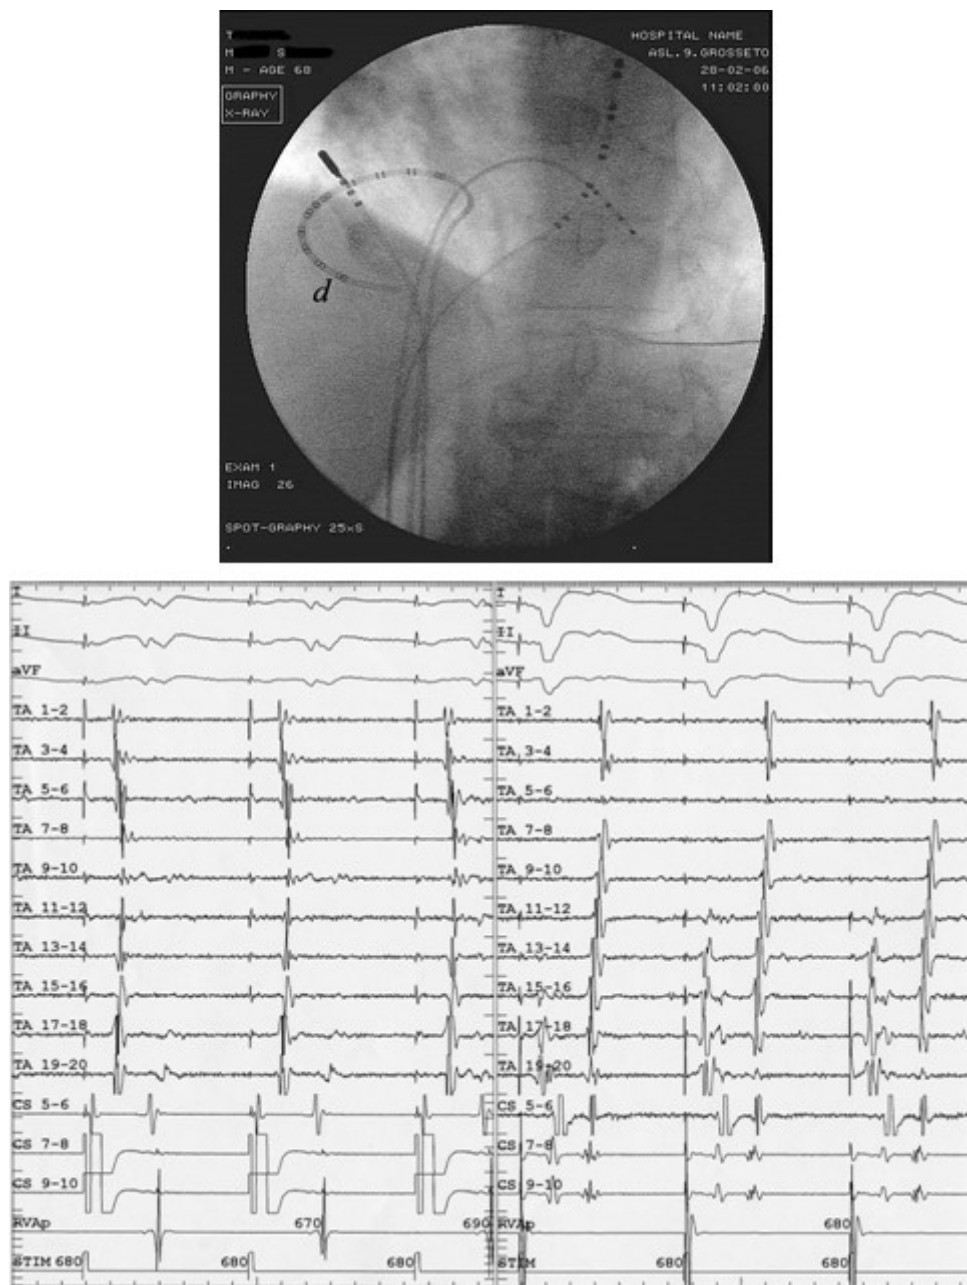 T
HOSPITAL NAME
M S
ASL.9.GROSSETO
M - AGE 68
28-02-06
11:02:00
GRAPHY
X-RAY
d
EXAM 1
IMAG 26
SPOT-GRAPHY 25xS
I
I
III
III
aVF
aVF
TA 1-2
TA 1-2
TA 3-4
TA 3-4
TA 5-6
TA 5-6
TA 7-8
TA 7-8
TA 9-10
TA 9-10
TA 11-12
TA 11-12
TA 13-14
TA 13-14
TA 15-16
TA 15-16
TA 17-18
TA 17-18
TA 19-20
TA 19-20
CS 5-6
CS 5-6
CS 7-8
CS 7-8
CS 9-10
CS 9-10
RVAp 670 690
RVAp 680
STIM 680 680 680
STIM 680 680